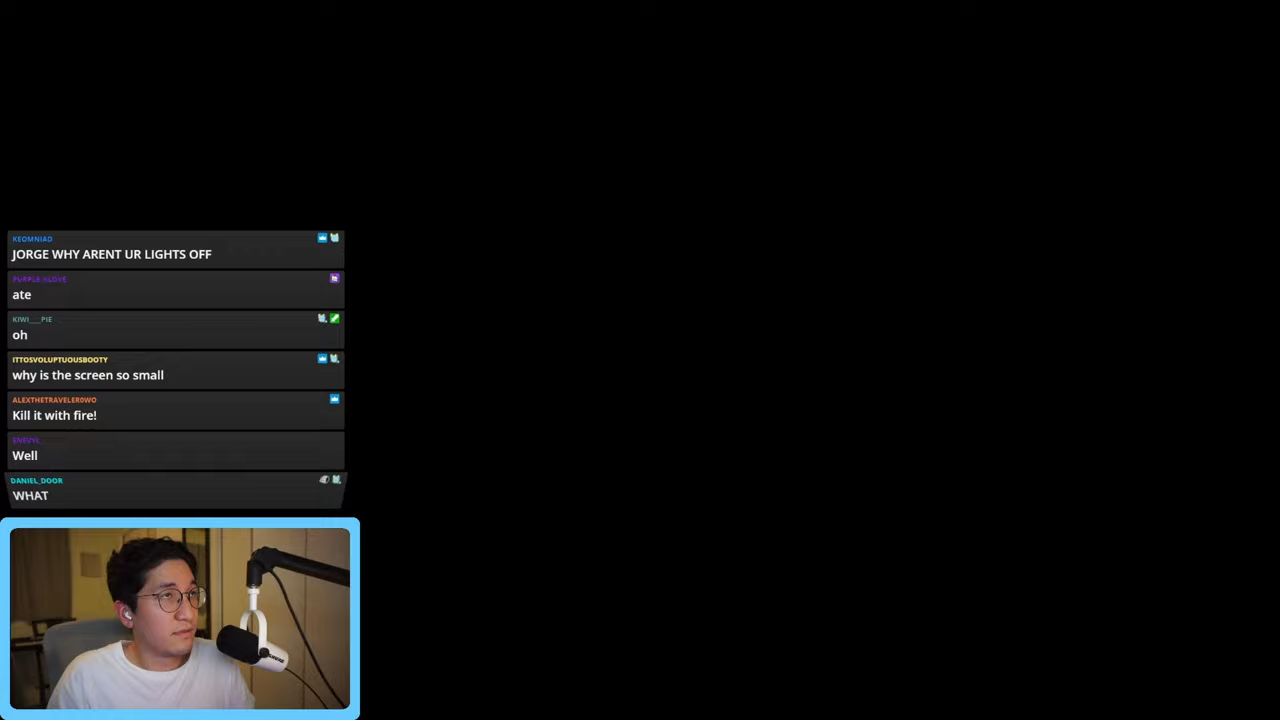 KEOMNIAD
JORGE WHY ARENT UR LIGHTS OFF
ate
KIWI___PIE
oh
ITTOSVOLUPTUOUSBOOTY
why is the screen so small
ALEXTHETRAVELER0WO
Kill it with fire!
Well
DANIEL_DOOR
WHAT